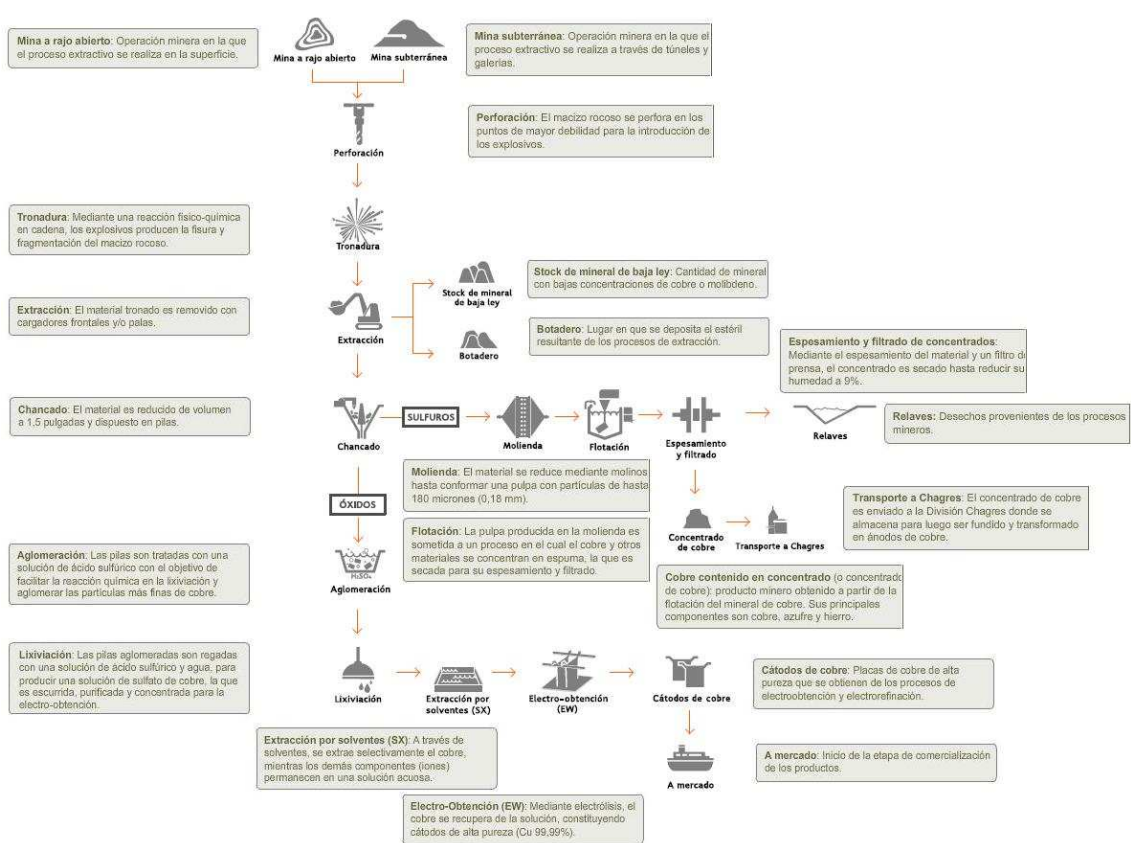 Mina a rajo abierto: Operación minera en la que
el proceso extractivo se realiza en la superficie.
Mina a rajo abierto
Mina subterránea
Mina subterránea: Operación minera en la que el
proceso extractivo se realiza a través de túneles y
galerías.
Perforación
Perforación: El macizo rocoso se perfora en los
puntos de mayor debilidad para la introducción de
los explosivos.
Tronadura: Mediante una reacción físico-química
en cadena, los explosivos producen la fisura y
fragmentación del macizo rocoso.
Tronadura
Extracción: El material tronado es removido con
cargadores frontales y/o palas.
Extracción
Stock de mineral
de baja ley
Stock de mineral de baja ley: Cantidad de mineral
con bajas concentraciones de cobre o molibdeno.
Botadero
Botadero: Lugar en que se deposita el estéril
resultante de los procesos de extracción.
Espesamiento y filtrado de concentrados:
Mediante el espesamiento del material y un filtro de
prensa, el concentrado es secado hasta reducir su
humedad a 9%.
Chancado: El material es reducido de volumen
a 1,5 pulgadas y dispuesto en pilas.
Chancado
SULFUROS
Molienda
Flotación
Espesamiento
y filtrado
Relaves
Relaves: Desechos provenientes de los procesos
mineros.
Molienda: El material se reduce mediante molinos
hasta conformar una pulpa con partículas de hasta
180 micrones (0,18 mm).
ÓXIDOS
Flotación: La pulpa producida en la molienda es
sometida a un proceso en el cual el cobre y otros
materiales se concentran en espuma, la que es
secada para su espesamiento y filtrado.
Concentrado
de cobre
Transporte a Chagres
Transporte a Chagres: El concentrado de cobre
es enviado a la División Chagres donde se
almacena para luego ser fundido y transformado
en ánodos de cobre.
Aglomeración: Las pilas son tratadas con una
solución de ácido sulfúrico con el objetivo de
facilitar la reacción química en la lixiviación y
aglomerar las partículas más finas de cobre.
H₂SO₄
Aglomeración
Cobre contenido en concentrado (o concentrado
de cobre): producto minero obtenido a partir de la
flotación del mineral de cobre. Sus principales
componentes son cobre, azufre y hierro.
Lixiviación: Las pilas aglomeradas son regadas
con una solución de ácido sulfúrico y agua, para
producir una solución de sulfato de cobre, la que
es escurrida, purificada y concentrada para la
electro-obtención.
Lixiviación
Extracción por
solventes (SX)
Electro-obtención
(EW)
Cátodos de cobre
Cátodos de cobre: Placas de cobre de alta
pureza que se obtienen de los procesos de
electroobtención y electrorefinación.
Extracción por solventes (SX): A través de
solventes, se extrae selectivamente el cobre,
mientras los demás componentes (iones)
permanecen en una solución acuosa.
A mercado
A mercado: Inicio de la etapa de comercialización
de los productos.
Electro-Obtención (EW): Mediante electrólisis, el
cobre se recupera de la solución, constituyendo
cátodos de alta pureza (Cu 99,99%).